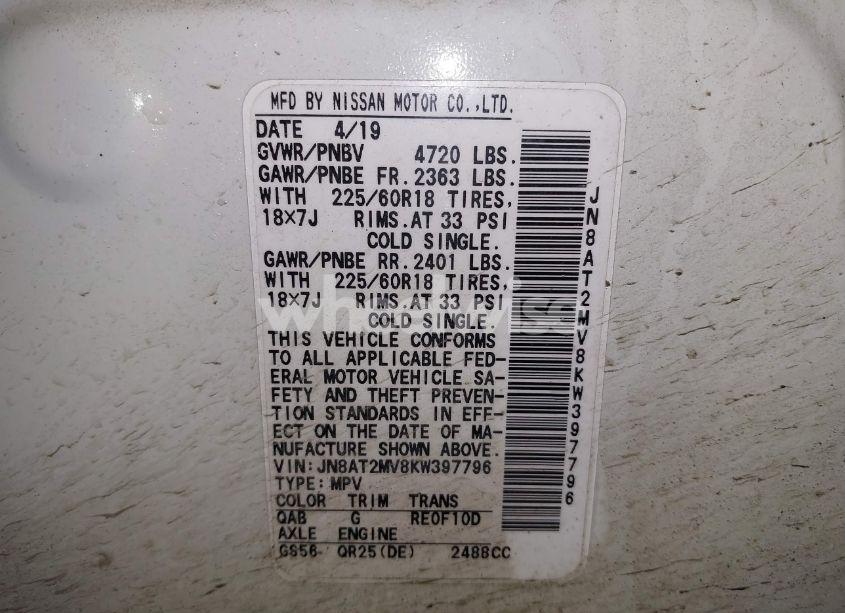 MFD BY NISSAN MOTOR CO.,LTD.
DATE 4/19
GVWR/PNBV 4720 LBS.
GAWR/PNBE FR. 2363 LBS.
WITH 225/60R18 TIRES,
18×7J RIMS. AT 33 PSI
COLD SINGLE.
GAWR/PNBE RR. 2401 LBS.
WITH 225/60R18 TIRES,
18×7J RIMS. AT 33 PSI
COLD SINGLE.
THIS VEHICLE CONFORMS
TO ALL APPLICABLE FED-
ERAL MOTOR VEHICLE SA-
FETY AND THEFT PREVEN-
TION STANDARDS IN EFF-
ECT ON THE DATE OF MA-
NUFACTURE SHOWN ABOVE.
VIN:JN8AT2MV8KW397796
TYPE:MPV
COLOR TRIM TRANS
QAB G RE0F10D
AXLE ENGINE
GS56 QR25(DE) 2488CC
JN8AT2MV8KW397796
wheelwise